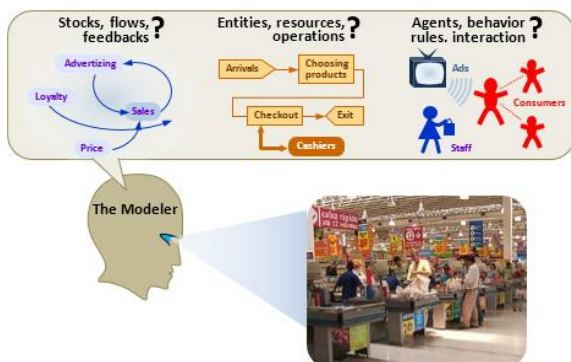 Stocks, flows,
feedbacks?
Advertizing
Loyalty
Sales
Price
Entities, resources,
operations?
Arrivals
Choosing
products
Checkout
Exit
Cashiers
Agents, behavior
rules. interaction?
Ads
Consumers
Staff
The Modeler